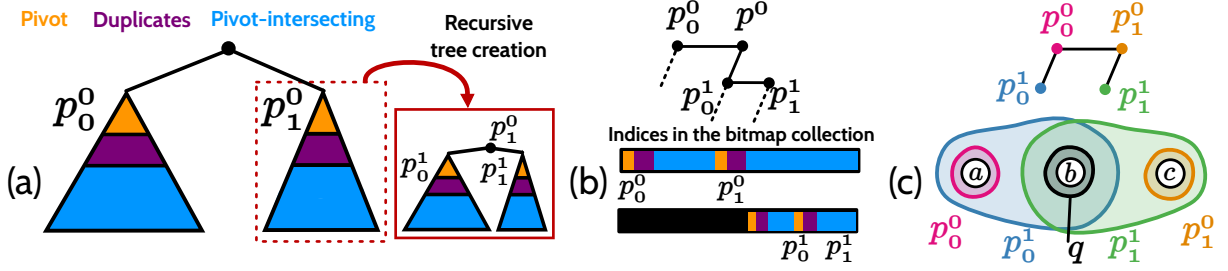 Pivot Duplicates Pivot-intersecting
Recursive
tree creation
p_0^0
p_1^0
p_1^0
p_0^1
p_1^1
(a)
p_0^0
p^0
p_0^1
p_1^1
Indices in the bitmap collection
p_0^0
p_1^0
p_0^1
p_1^1
(b)
p_0^0
p_1^0
p_0^1
p_1^1
a
b
c
p_0^0
p_0^1
q
p_1^1
p_1^0
(c)